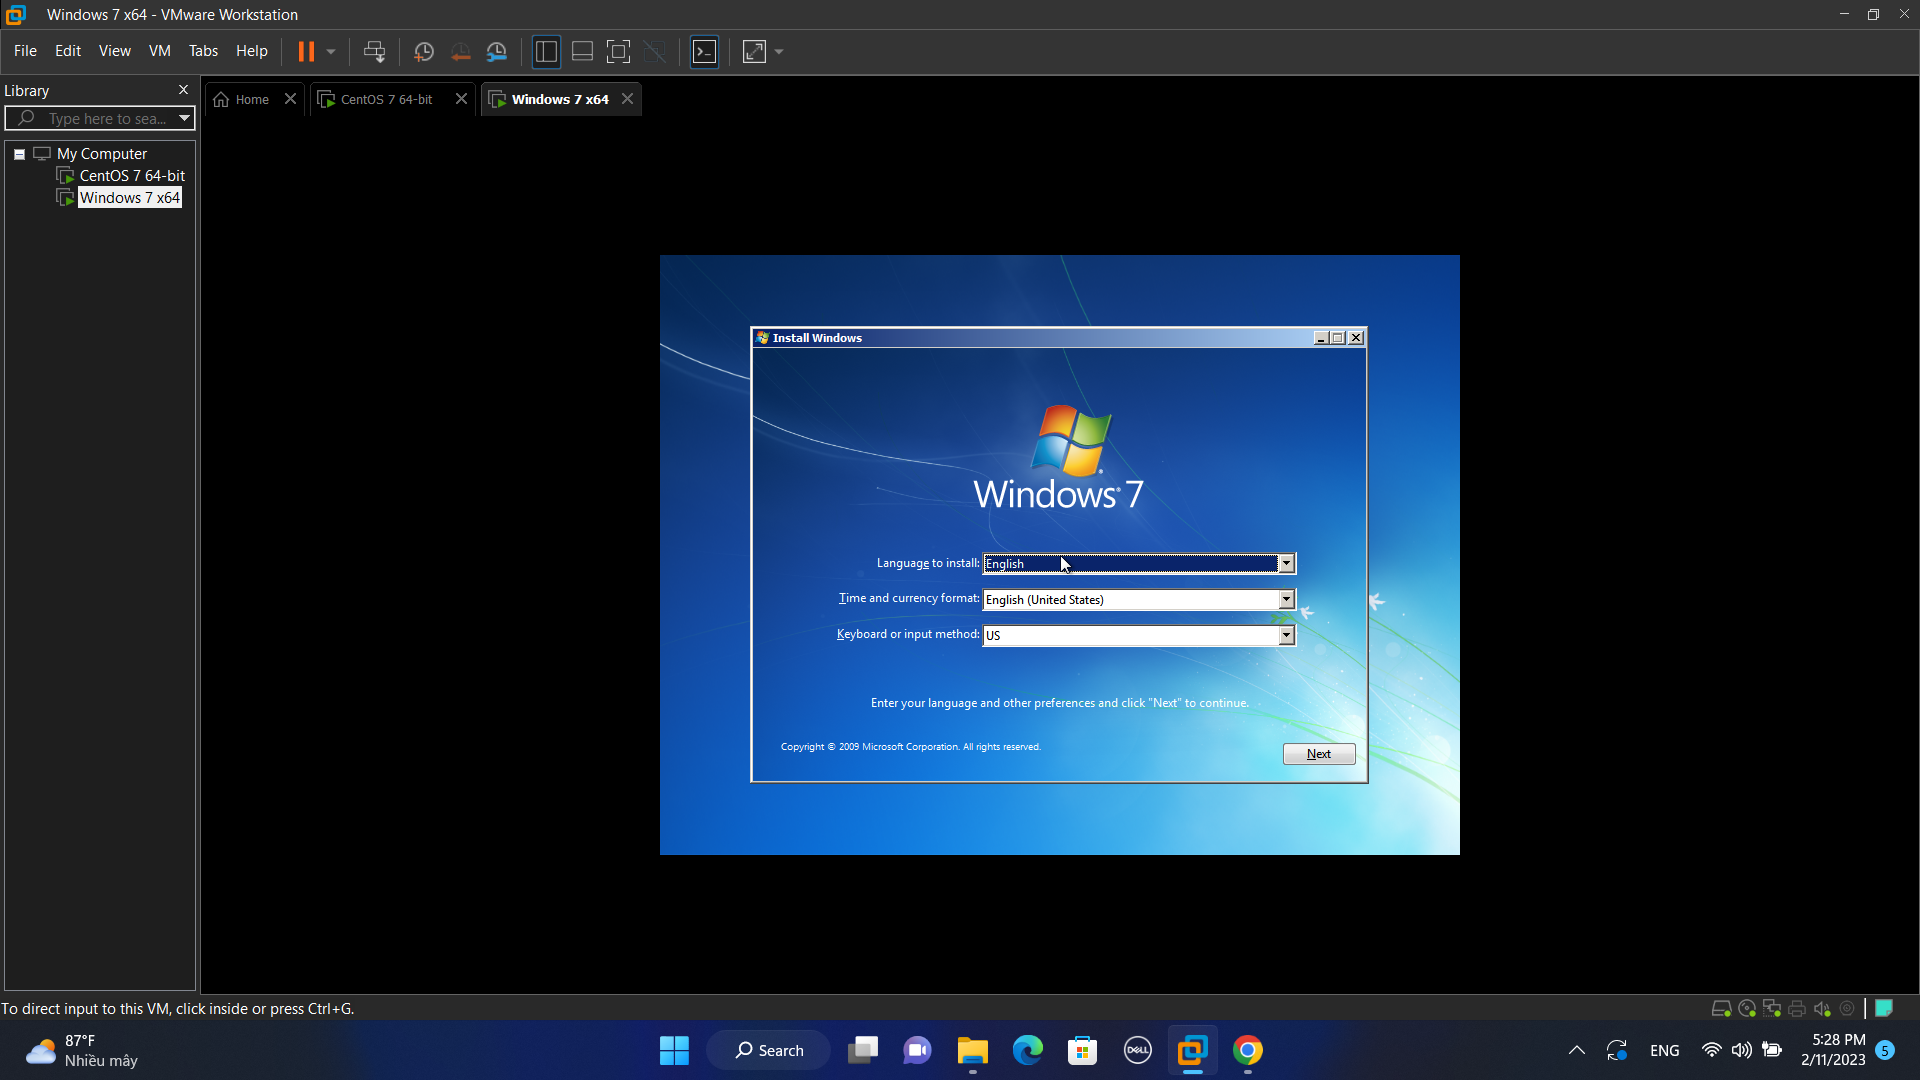 Windows 7 x64 - VMware Workstation
File Edit View VM Tabs Help
Library
Type here to sea...
My Computer
CentOS 7 64-bit
Windows 7 x64
Home
CentOS 7 64-bit
Windows 7 x64
Install Windows
Windows® 7
Language to install: English
Time and currency format: English (United States)
Keyboard or input method: US
Enter your language and other preferences and click "Next" to continue.
Copyright © 2009 Microsoft Corporation. All rights reserved.
Next
To direct input to this VM, click inside or press Ctrl+G.
87°F
Nhiều mây
Search
DELL
ENG
5:28 PM
2/11/2023
5